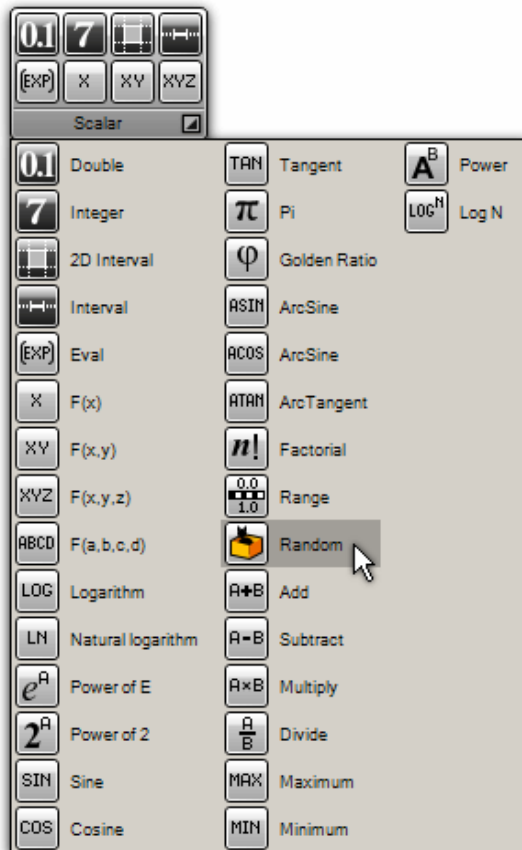 0.1 7
(EXP) X XY XYZ
Scalar
0.1 Double
7 Integer
2D Interval
Interval
(EXP) Eval
X F(x)
XY F(x,y)
XYZ F(x,y,z)
ABCD F(a,b,c,d)
LOG Logarithm
LN Natural logarithm
e^A Power of E
2^A Power of 2
SIN Sine
COS Cosine
TAN Tangent
π Pi
φ Golden Ratio
ASIN ArcSine
ACOS ArcSine
ATAN ArcTangent
n! Factorial
0.0
1.0 Range
Random
A+B Add
A-B Subtract
A×B Multiply
A
B Divide
MAX Maximum
MIN Minimum
A^B Power
LOG^N Log N